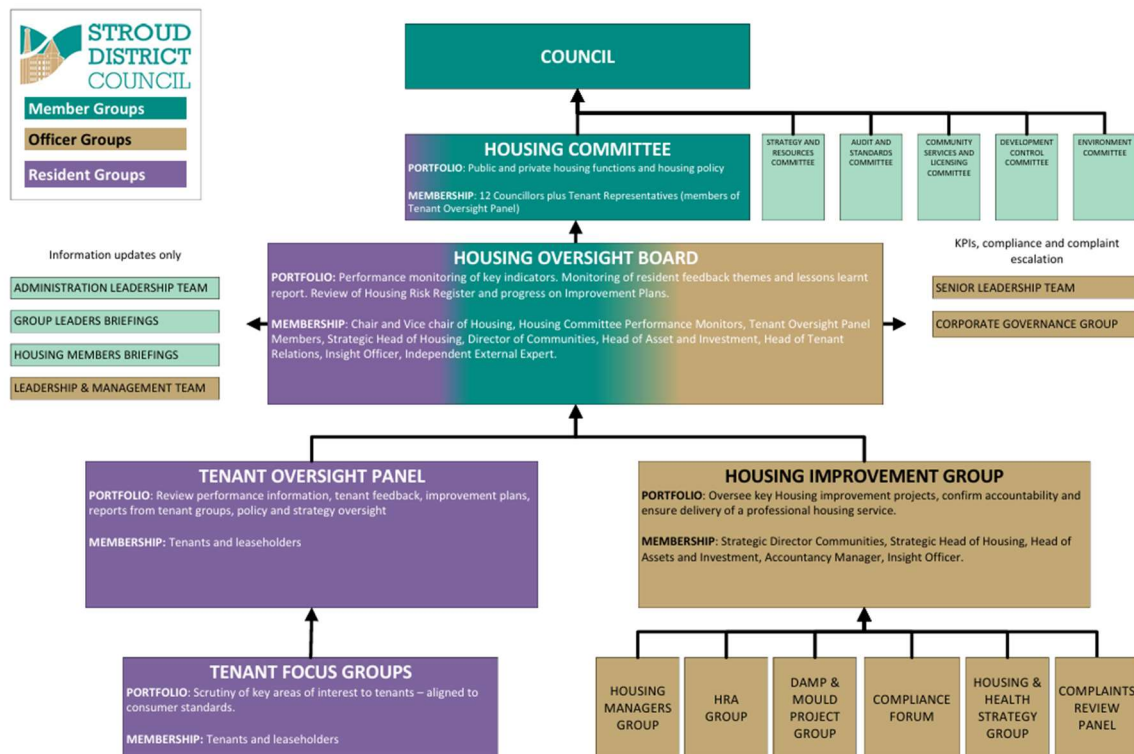 STROUD
DISTRICT
COUNCIL
Member Groups
Officer Groups
Resident Groups
COUNCIL
HOUSING COMMITTEE
PORTFOLIO: Public and private housing functions and housing policy
MEMBERSHIP: 12 Councillors plus Tenant Representatives (members of
Tenant Oversight Panel)
STRATEGY AND
RESOURCES
COMMITTEE
AUDIT AND
STANDARDS
COMMITTEE
COMMUNITY
SERVICES AND
LICENSING
COMMITTEE
DEVELOPMENT
CONTROL
COMMITTEE
ENVIRONMENT
COMMITTEE
Information updates only
ADMINISTRATION LEADERSHIP TEAM
GROUP LEADERS BRIEFINGS
HOUSING MEMBERS BRIEFINGS
LEADERSHIP & MANAGEMENT TEAM
HOUSING OVERSIGHT BOARD
PORTFOLIO: Performance monitoring of key indicators. Monitoring of resident feedback themes and lessons learnt
report. Review of Housing Risk Register and progress on Improvement Plans.
MEMBERSHIP: Chair and Vice chair of Housing, Housing Committee Performance Monitors, Tenant Oversight Panel
Members, Strategic Head of Housing, Director of Communities, Head of Asset and Investment, Head of Tenant
Relations, Insight Officer, Independent External Expert.
KPIs, compliance and complaint
escalation
SENIOR LEADERSHIP TEAM
CORPORATE GOVERNANCE GROUP
TENANT OVERSIGHT PANEL
PORTFOLIO: Review performance information, tenant feedback, improvement plans,
reports from tenant groups, policy and strategy oversight
MEMBERSHIP: Tenants and leaseholders
HOUSING IMPROVEMENT GROUP
PORTFOLIO: Oversee key Housing improvement projects, confirm accountability and
ensure delivery of a professional housing service.
MEMBERSHIP: Strategic Director Communities, Strategic Head of Housing, Head of
Assets and Investment, Accountancy Manager, Insight Officer.
TENANT FOCUS GROUPS
PORTFOLIO: Scrutiny of key areas of interest to tenants – aligned to
consumer standards.
MEMBERSHIP: Tenants and leaseholders
HOUSING
MANAGERS
GROUP
HRA
GROUP
DAMP &
MOULD
PROJECT
GROUP
COMPLIANCE
FORUM
HOUSING &
HEALTH
STRATEGY
GROUP
COMPLAINTS
REVIEW
PANEL